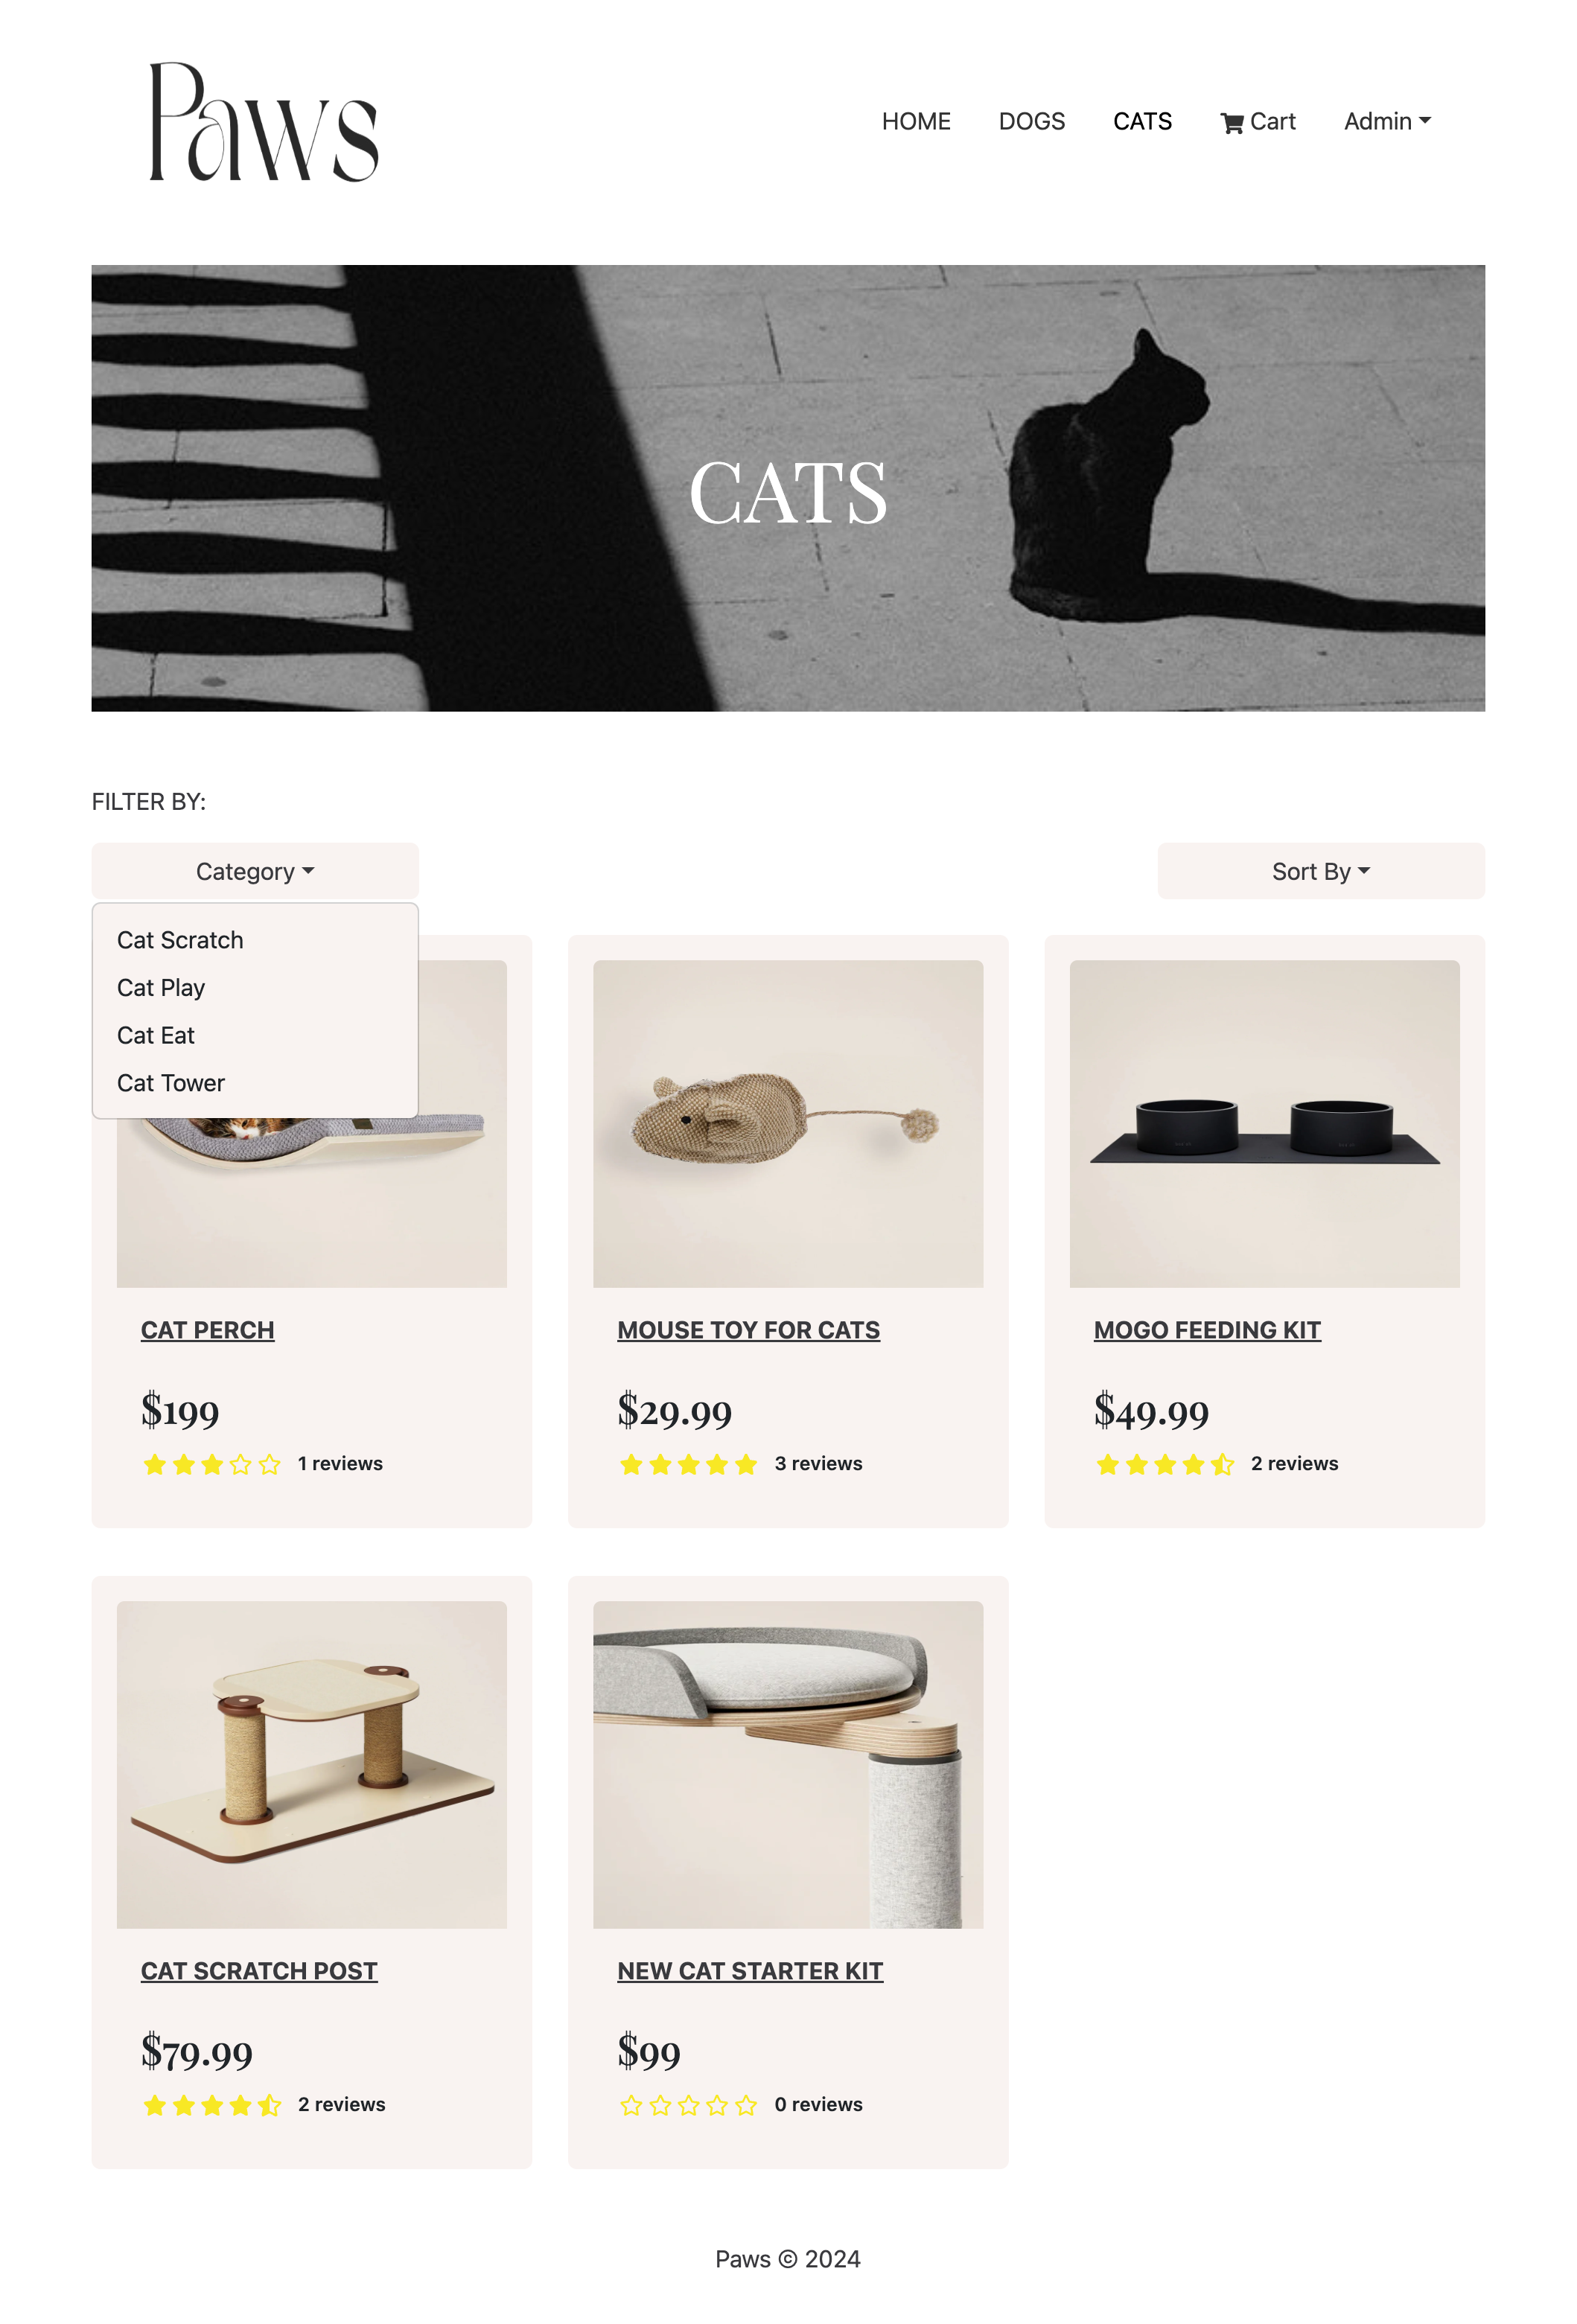 Paws
HOME DOGS CATS Cart Admin
CATS
FILTER BY:
Category Sort By
Cat Scratch
Cat Play
Cat Eat
Cat Tower
CAT PERCH
$199
1 reviews
MOUSE TOY FOR CATS
$29.99
3 reviews
MOGO FEEDING KIT
$49.99
2 reviews
CAT SCRATCH POST
$79.99
2 reviews
NEW CAT STARTER KIT
$99
0 reviews
Paws © 2024